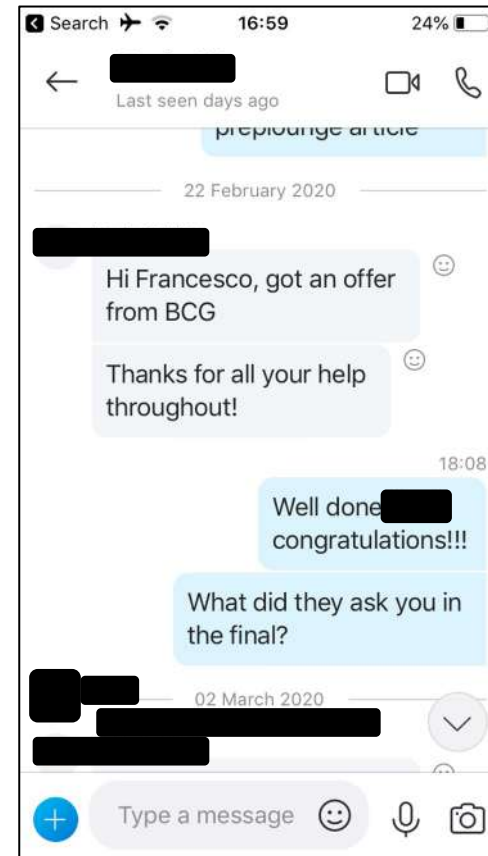 Search 16:59 24%
Last seen days ago
preplounge article
22 February 2020
Hi Francesco, got an offer
from BCG
Thanks for all your help
throughout!
18:08
Well done
congratulations!!!
What did they ask you in
the final?
02 March 2020
Type a message